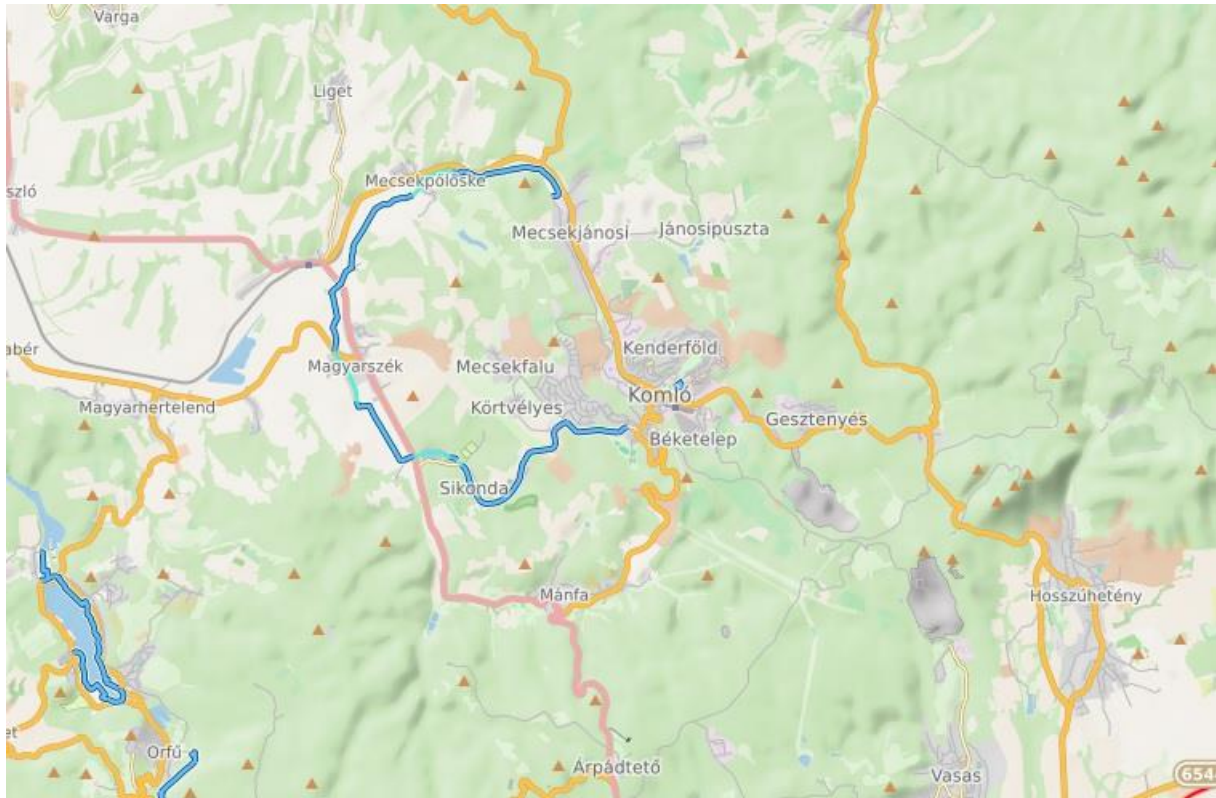 Varga
Liget
Mecsekpölöske
szló
Mecsekjánosi
Jánosipuszta
abér
Kenderföld
Magyarszék
Mecsekfalu
Komló
Magyarhertelend
Körtvélyes
Gesztenyés
Béketelep
Sikonda
Mánfa
Hosszúhetény
et
Orfű
Árpádtető
Vasas
654